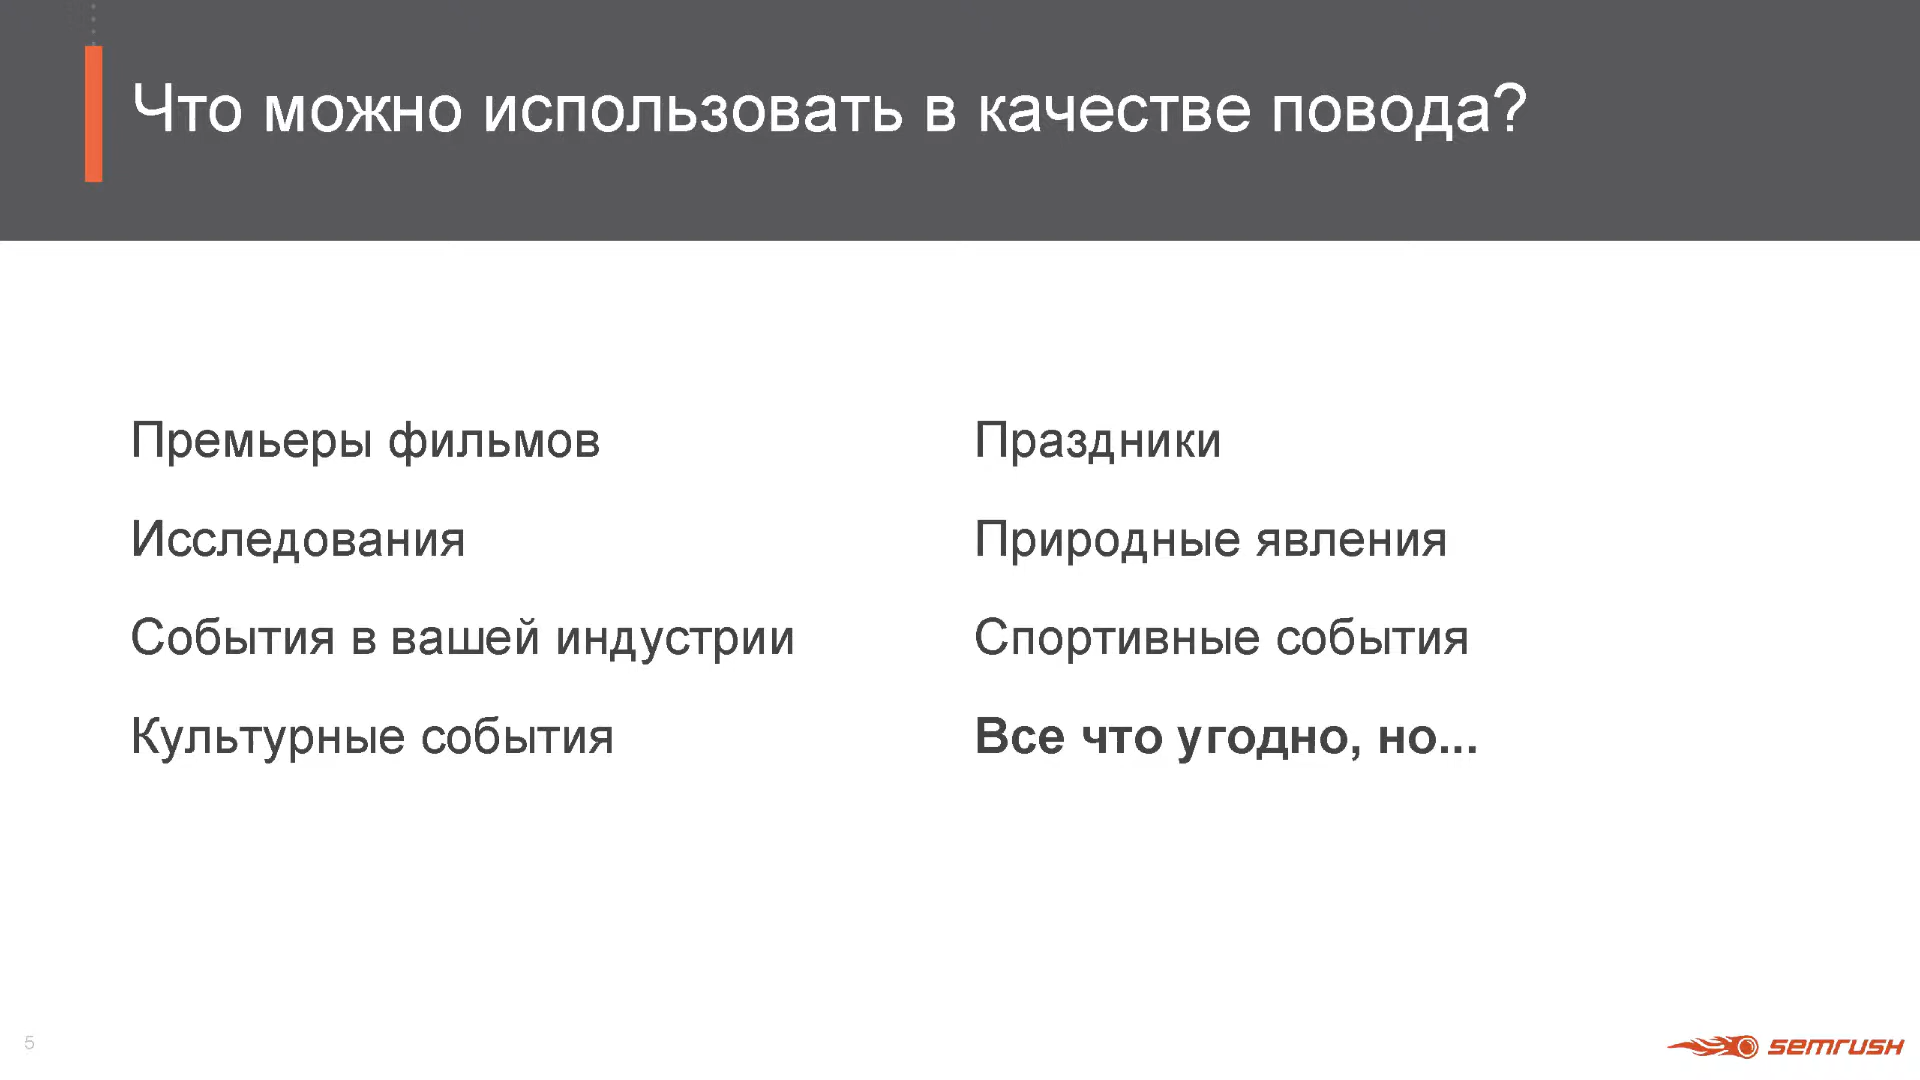 Что можно использовать в качестве повода?
Премьеры фильмов
Исследования
События в вашей индустрии
Культурные события
Праздники
Природные явления
Спортивные события
Все что угодно, но...
5
semrush